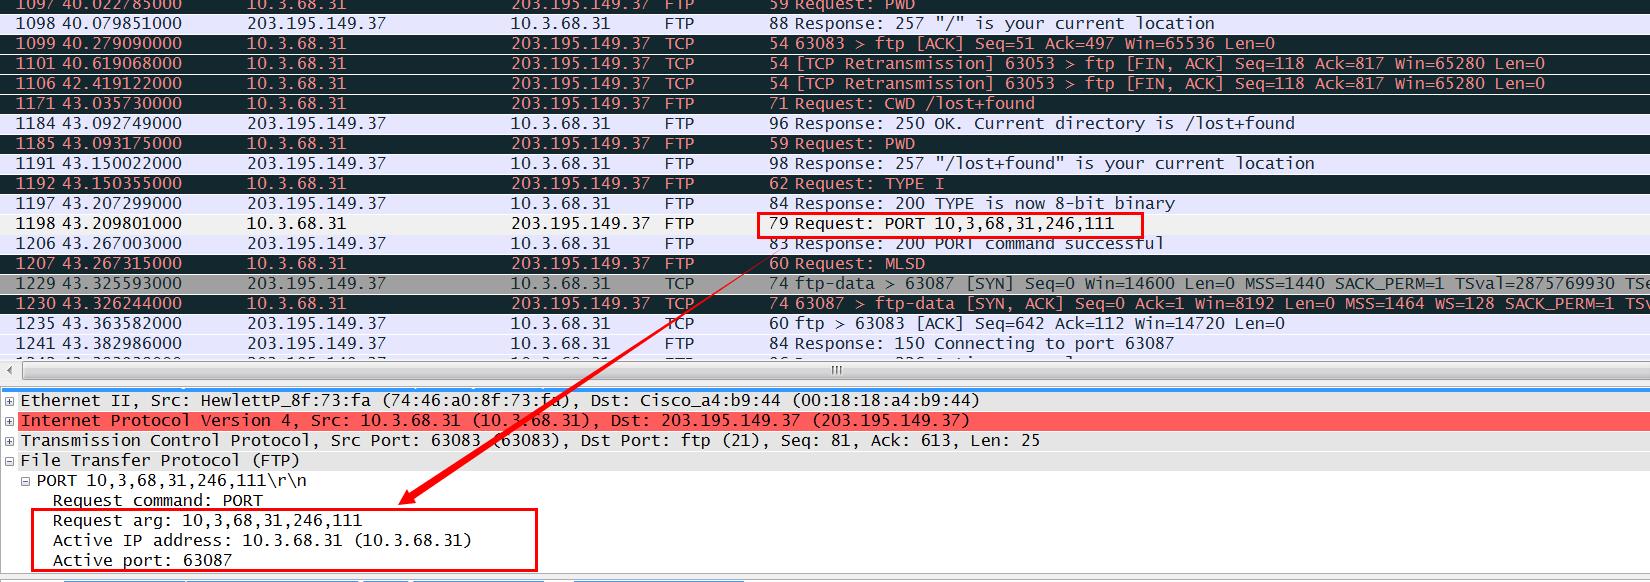 1097 40.022785000 10.3.68.31 203.195.149.37 FTP 59 Request: PWD
1098 40.079851000 203.195.149.37 10.3.68.31 FTP 88 Response: 257 "/" is your current location
1099 40.279090000 10.3.68.31 203.195.149.37 TCP 54 63083 > ftp [ACK] Seq=51 Ack=497 Win=65536 Len=0
1101 40.619068000 10.3.68.31 203.195.149.37 TCP 54 [TCP Retransmission] 63053 > ftp [FIN, ACK] Seq=118 Ack=817 Win=65280 Len=0
1106 42.419122000 10.3.68.31 203.195.149.37 TCP 54 [TCP Retransmission] 63053 > ftp [FIN, ACK] Seq=118 Ack=817 Win=65280 Len=0
1171 43.035730000 10.3.68.31 203.195.149.37 FTP 71 Request: CWD /lost+found
1184 43.092749000 203.195.149.37 10.3.68.31 FTP 96 Response: 250 OK. Current directory is /lost+found
1185 43.093175000 10.3.68.31 203.195.149.37 FTP 59 Request: PWD
1191 43.150022000 203.195.149.37 10.3.68.31 FTP 98 Response: 257 "/lost+found" is your current location
1192 43.150355000 10.3.68.31 203.195.149.37 FTP 62 Request: TYPE I
1197 43.207299000 203.195.149.37 10.3.68.31 FTP 84 Response: 200 TYPE is now 8-bit binary
1198 43.209801000 10.3.68.31 203.195.149.37 FTP 79 Request: PORT 10,3,68,31,246,111
1206 43.267003000 203.195.149.37 10.3.68.31 FTP 83 Response: 200 PORT command successful
1207 43.267315000 10.3.68.31 203.195.149.37 FTP 60 Request: MLSD
1229 43.325593000 203.195.149.37 10.3.68.31 TCP 74 ftp-data > 63087 [SYN] Seq=0 Win=14600 Len=0 MSS=1440 SACK_PERM=1 TSval=2875769930 TSe
1230 43.326244000 10.3.68.31 203.195.149.37 TCP 74 63087 > ftp-data [SYN, ACK] Seq=0 Ack=1 Win=8192 Len=0 MSS=1464 WS=128 SACK_PERM=1 TS
1235 43.363582000 203.195.149.37 10.3.68.31 TCP 60 ftp > 63083 [ACK] Seq=642 Ack=112 Win=14720 Len=0
1241 43.382986000 203.195.149.37 10.3.68.31 FTP 84 Response: 150 Connecting to port 63087
Ethernet II, Src: HewlettP_8f:73:fa (74:46:a0:8f:73:fa), Dst: Cisco_a4:b9:44 (00:18:18:a4:b9:44)
Internet Protocol Version 4, Src: 10.3.68.31 (10.3.68.31), Dst: 203.195.149.37 (203.195.149.37)
Transmission Control Protocol, Src Port: 63083 (63083), Dst Port: ftp (21), Seq: 81, Ack: 613, Len: 25
File Transfer Protocol (FTP)
PORT 10,3,68,31,246,111\r\n
Request command: PORT
Request arg: 10,3,68,31,246,111
Active IP address: 10.3.68.31 (10.3.68.31)
Active port: 63087